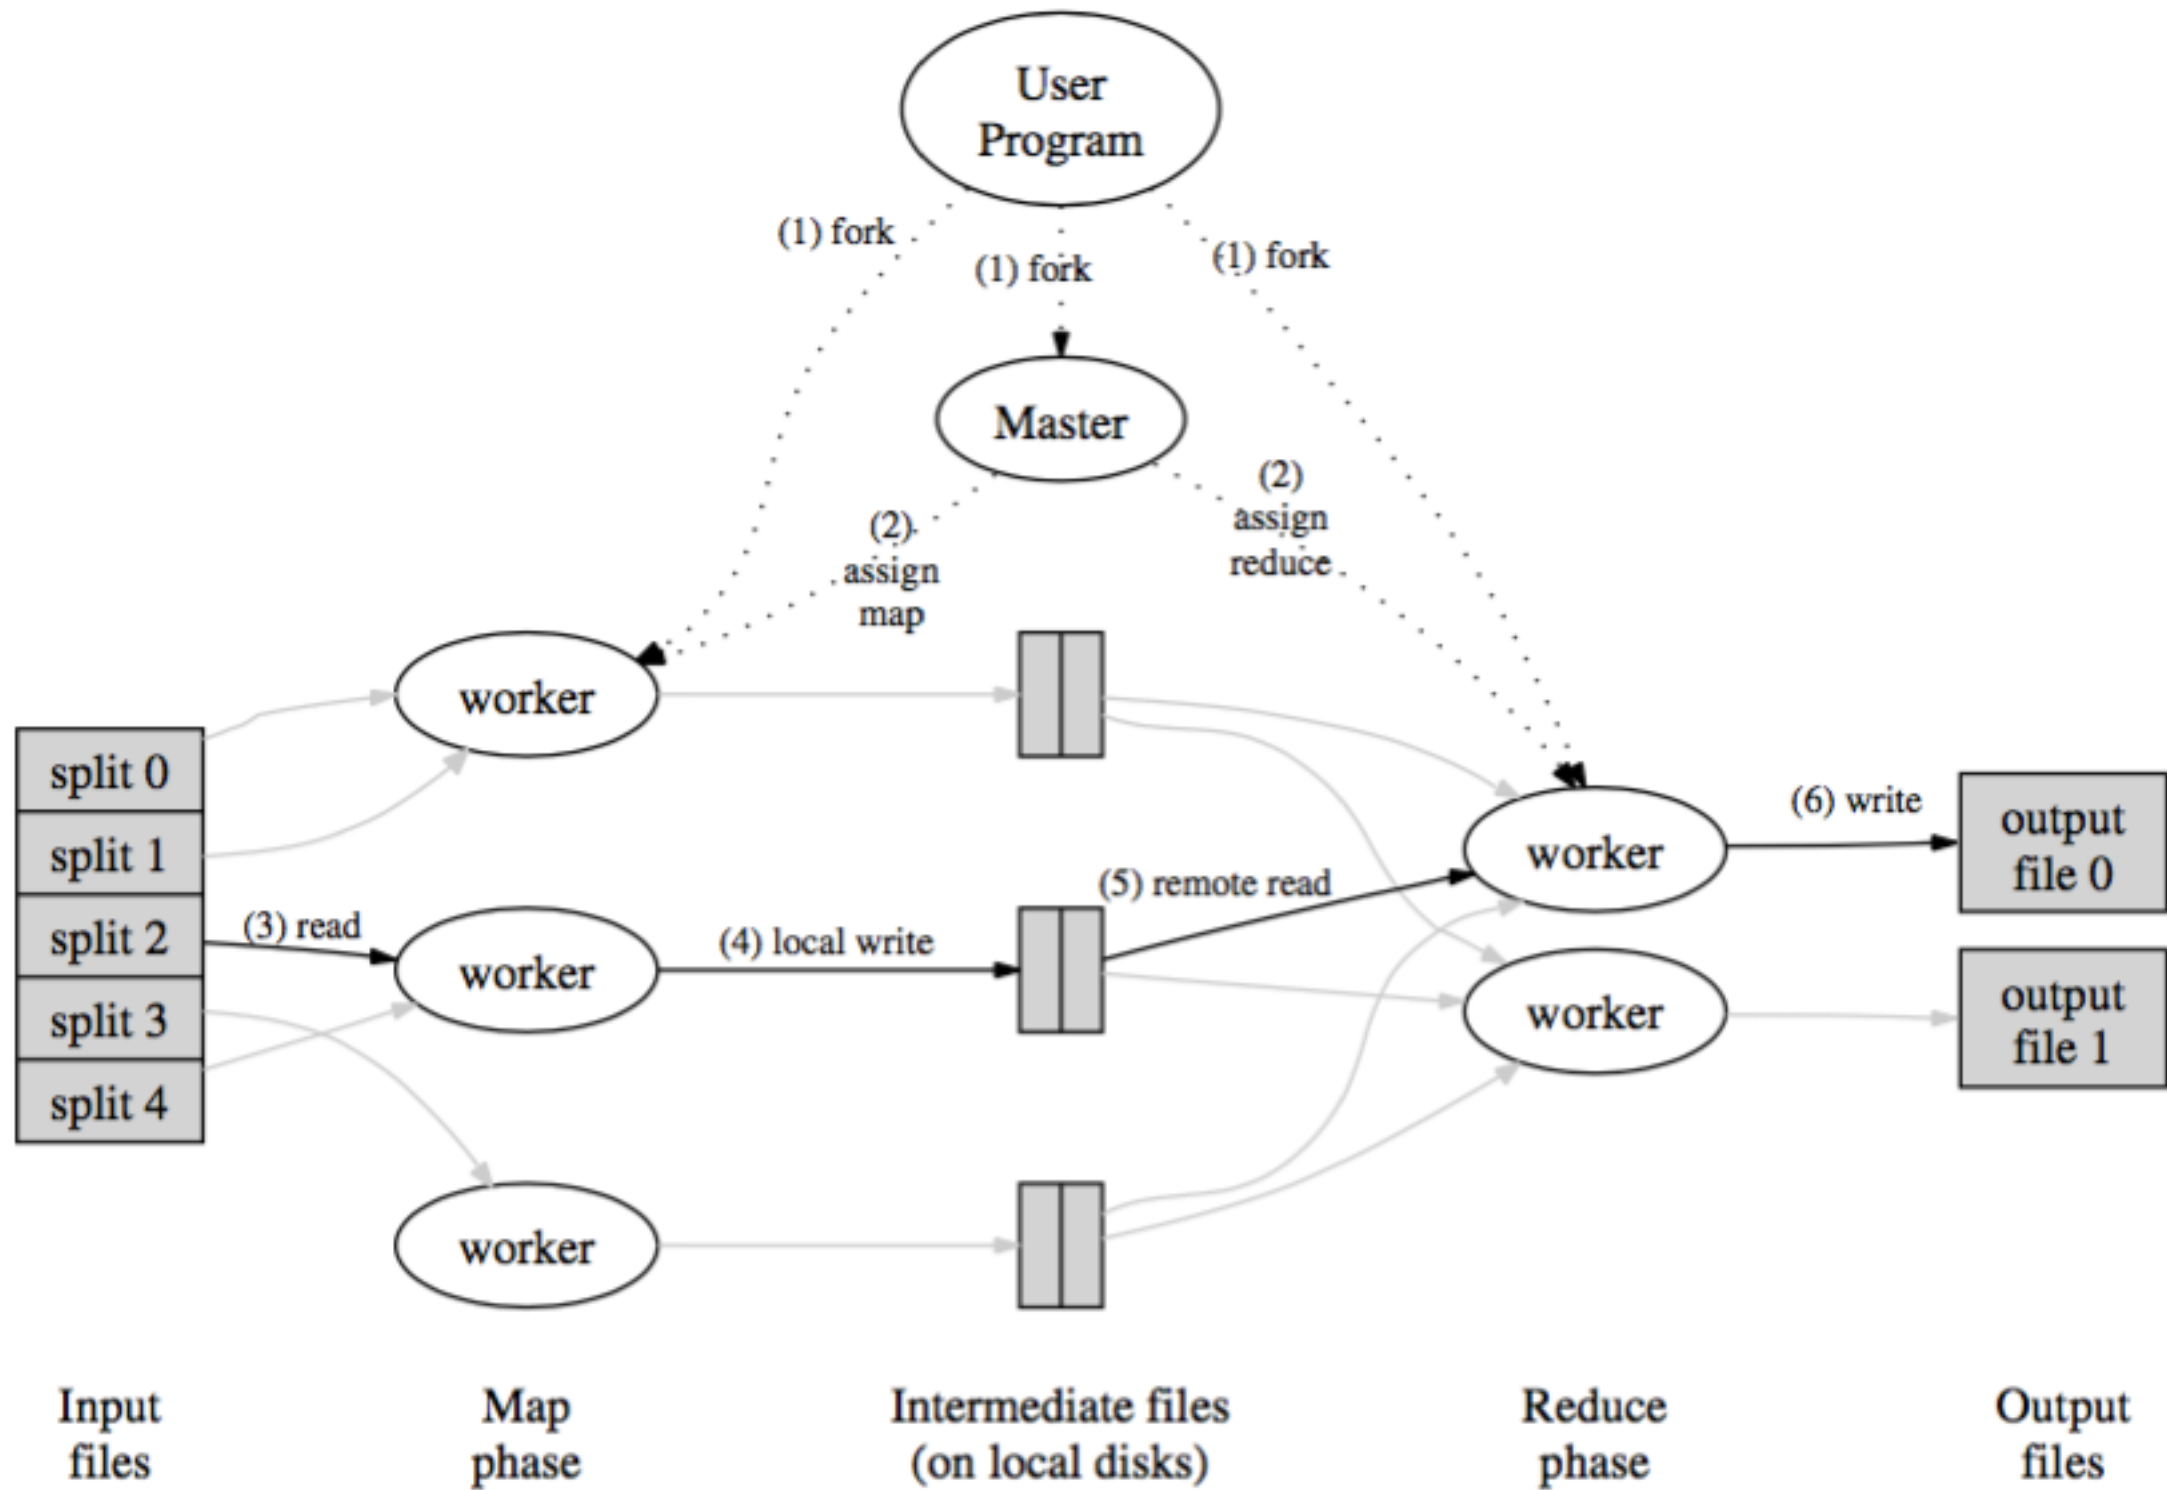 User
Program
(1) fork
(1) fork
(1) fork
Master
(2)
assign
map
(2)
assign
reduce
worker
split 0
split 1
split 2
split 3
split 4
(3) read
worker
(4) local write
(5) remote read
worker
(6) write
output
file 0
worker
output
file 1
worker
Input
files
Map
phase
Intermediate files
(on local disks)
Reduce
phase
Output
files